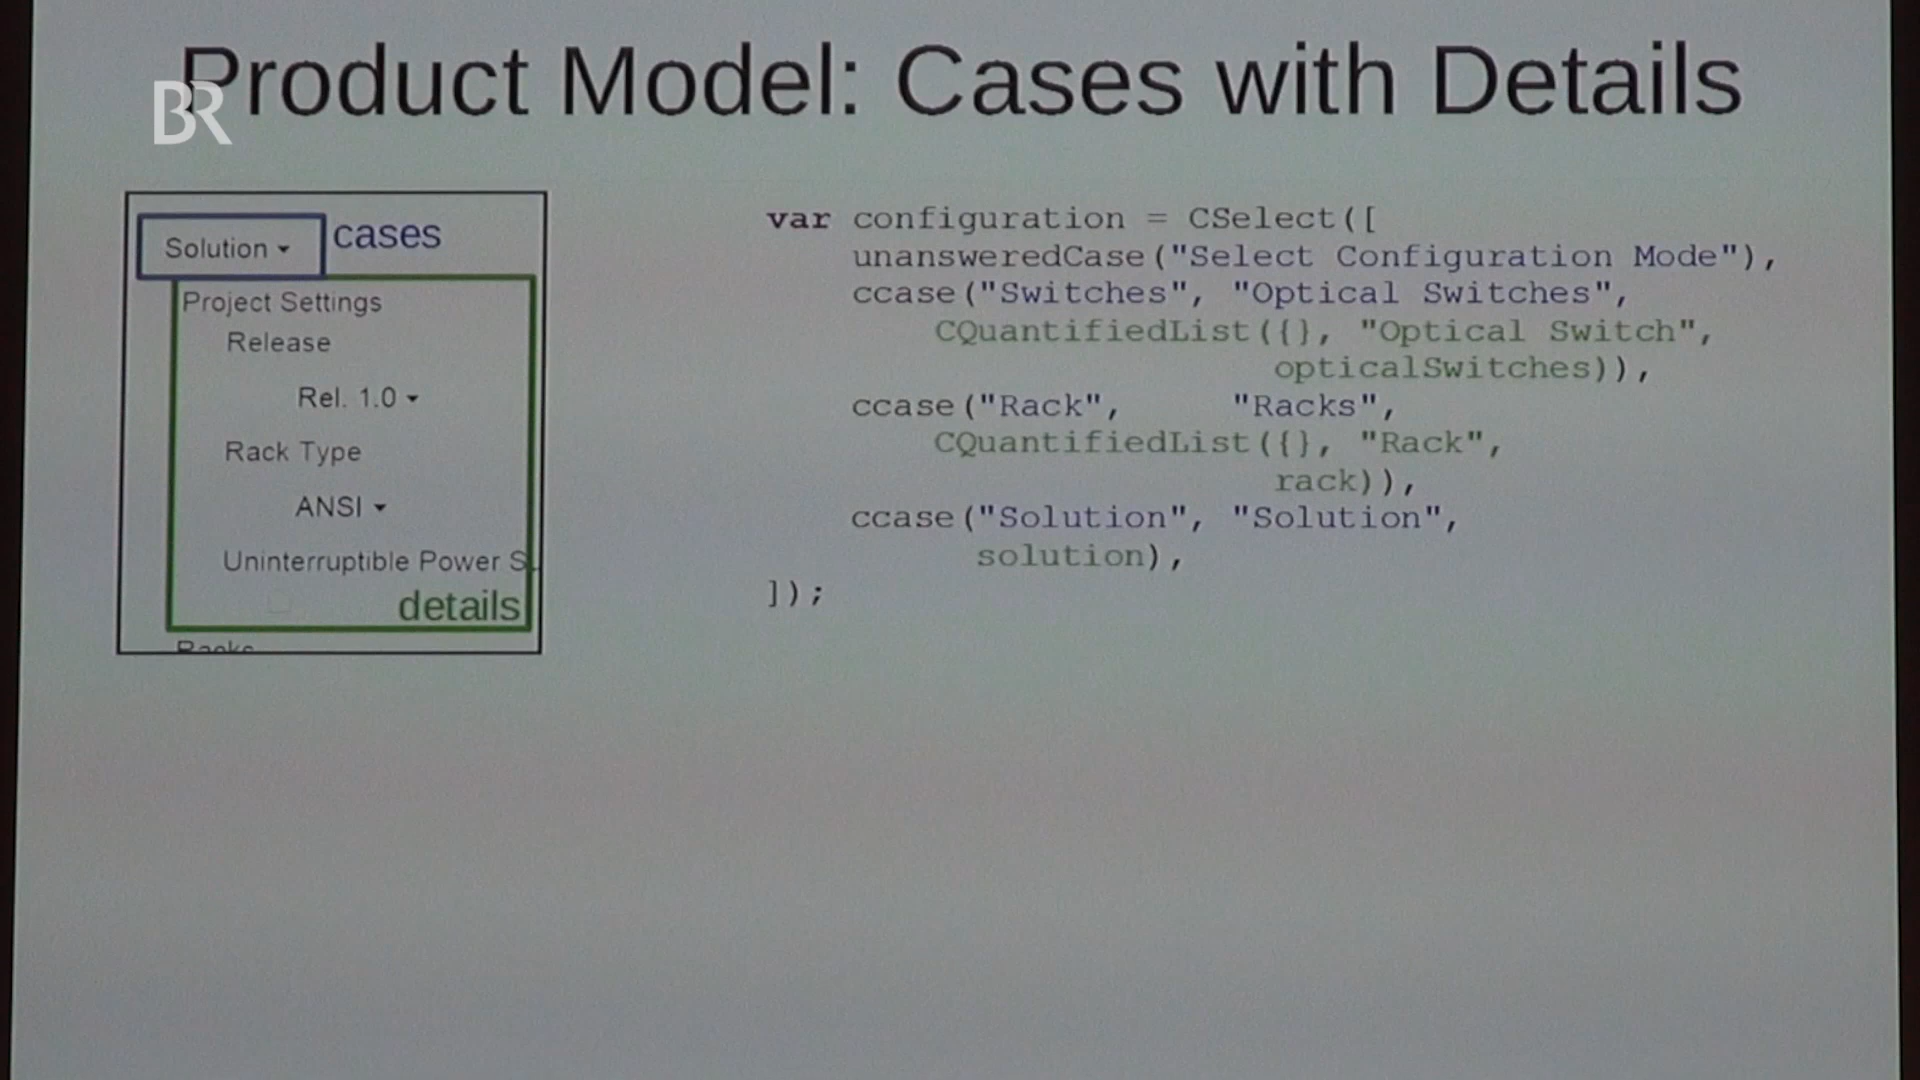 Product Model: Cases with Details
BR
Solution
cases
Project Settings
Release
Rel. 1.0
Rack Type
ANSI
Uninterruptible Power
details
Racks
var configuration = CSelect([
unansweredCase("Select Configuration Mode"),
ccase("Switches", "Optical Switches",
CQuantifiedList({}, "Optical Switch",
opticalSwitches)),
ccase("Rack", "Racks",
CQuantifiedList({}, "Rack",
rack)),
ccase("Solution", "Solution",
solution),
]);